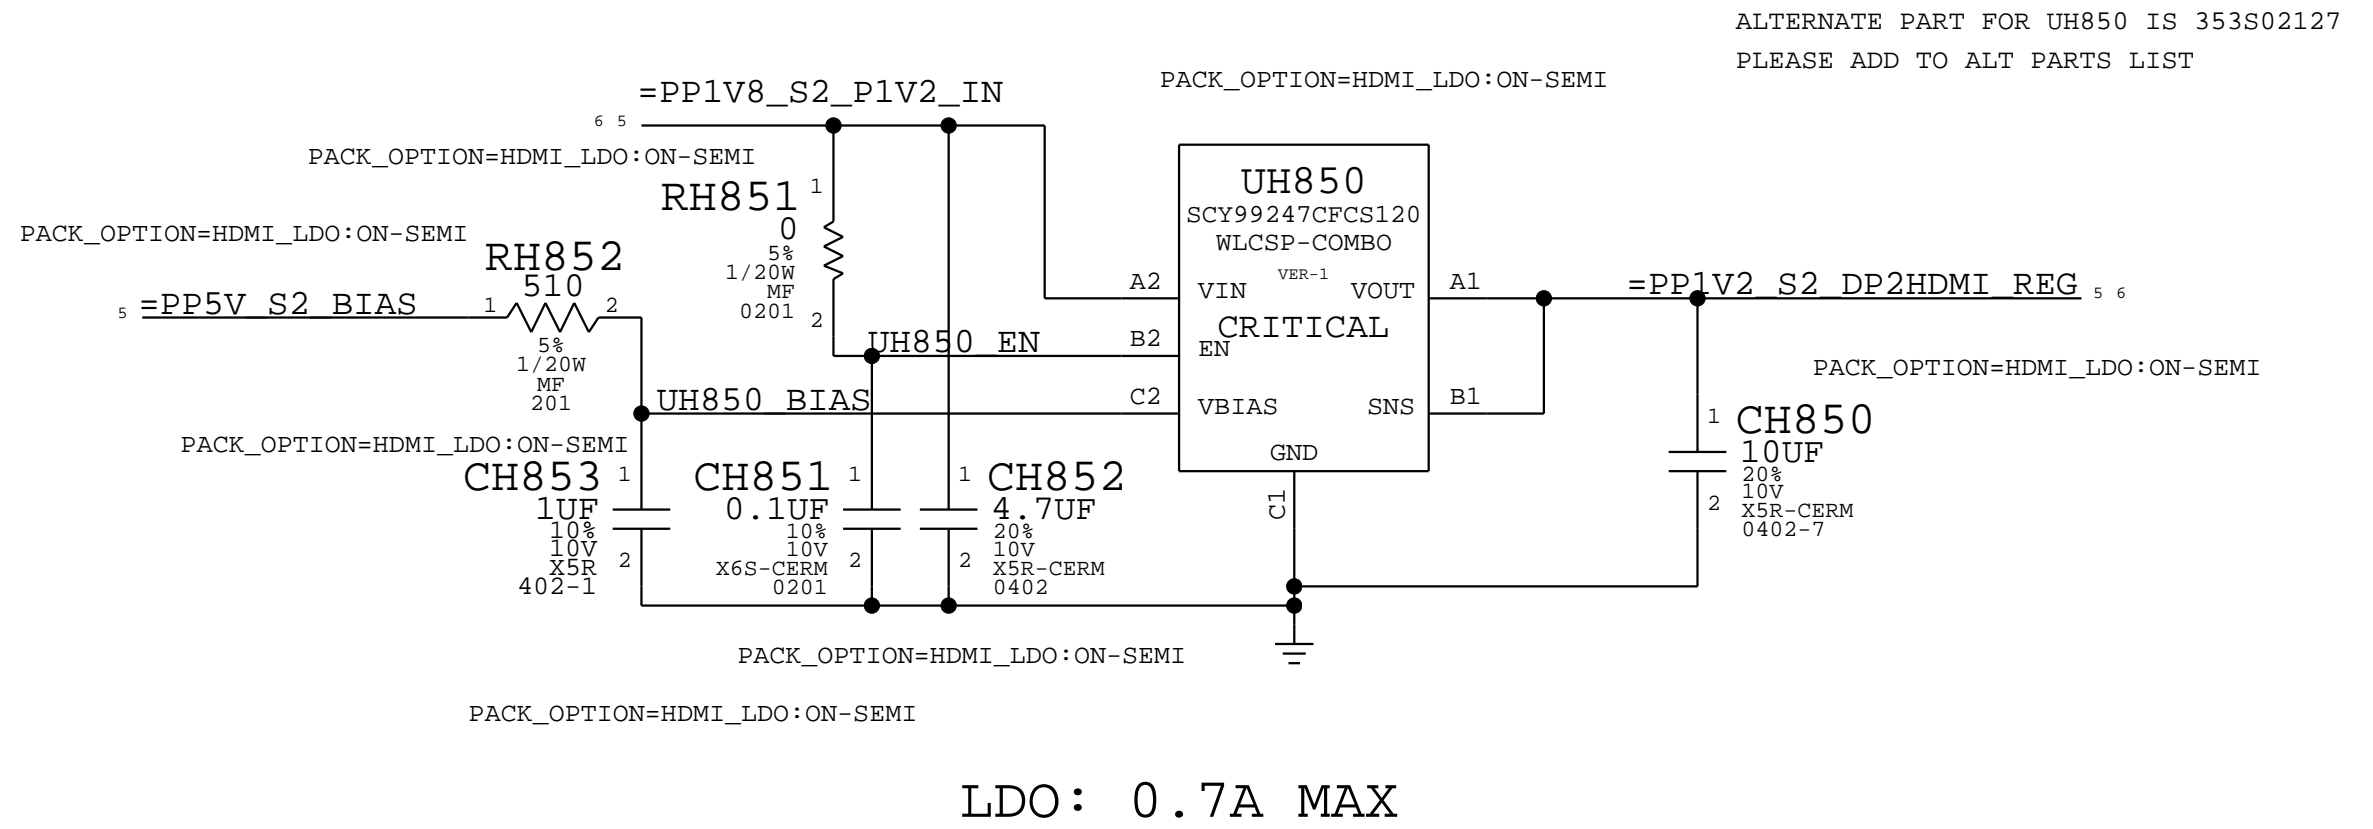 ALTERNATE PART FOR UH850 IS 353S02127
PLEASE ADD TO ALT PARTS LIST
PACK_OPTION=HDMI_LDO:ON-SEMI
=PP1V8_S2_P1V2_IN
6 5
PACK_OPTION=HDMI_LDO:ON-SEMI
RH851
1
0
5%
1/20W
MF
0201
2
PACK_OPTION=HDMI_LDO:ON-SEMI
RH852
510
5 =PP5V_S2_BIAS
1
2
5%
1/20W
MF
201
UH850
SCY99247CFCS120
WLCSP-COMBO
VER-1
A2
VIN
VOUT
A1
CRITICAL
UH850_EN
B2
EN
UH850_BIAS
C2
VBIAS
SNS
B1
GND
C1
=PP1V2_S2_DP2HDMI_REG 5 6
PACK_OPTION=HDMI_LDO:ON-SEMI
1
CH850
10UF
20%
10V
2
X5R-CERM
0402-7
PACK_OPTION=HDMI_LDO:ON-SEMI
CH853
1
1UF
10%
10V
X5R
2
402-1
CH851
1
0.1UF
10%
10V
X6S-CERM
2
0201
1
CH852
4.7UF
20%
10V
2
X5R-CERM
0402
PACK_OPTION=HDMI_LDO:ON-SEMI
PACK_OPTION=HDMI_LDO:ON-SEMI
LDO: 0.7A MAX